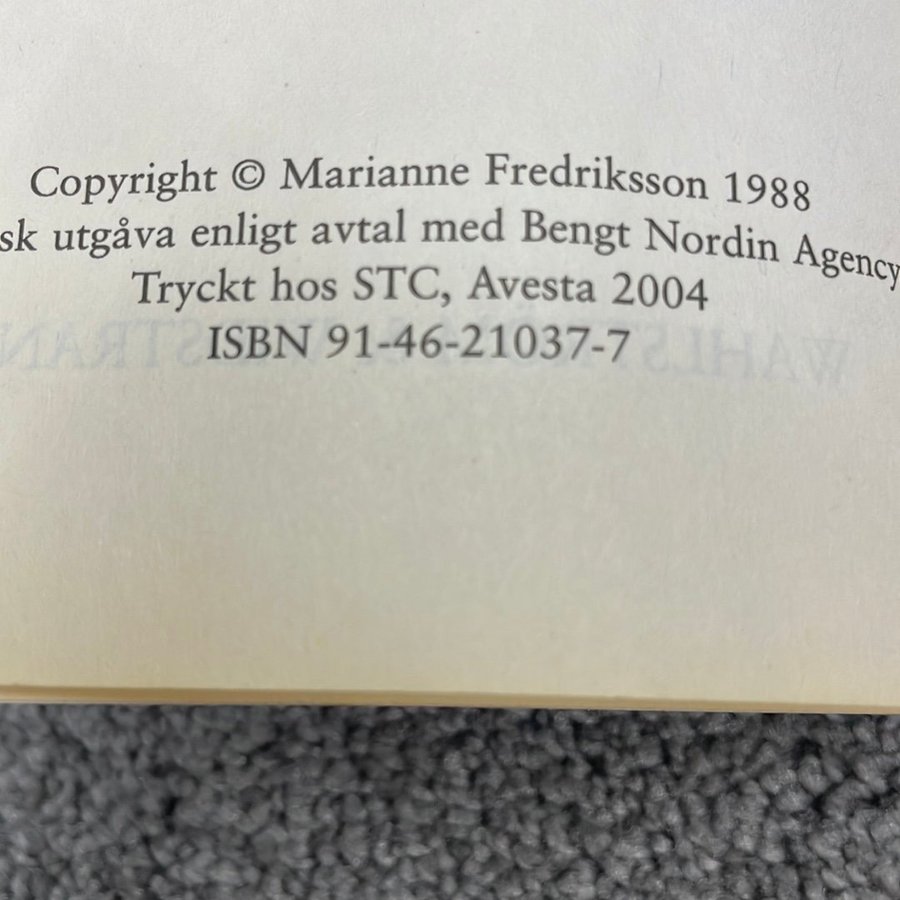 Copyright © Marianne Fredriksson 1988
sk utgåva enligt avtal med Bengt Nordin Agency
Tryckt hos STC, Avesta 2004
ISBN 91-46-21037-7